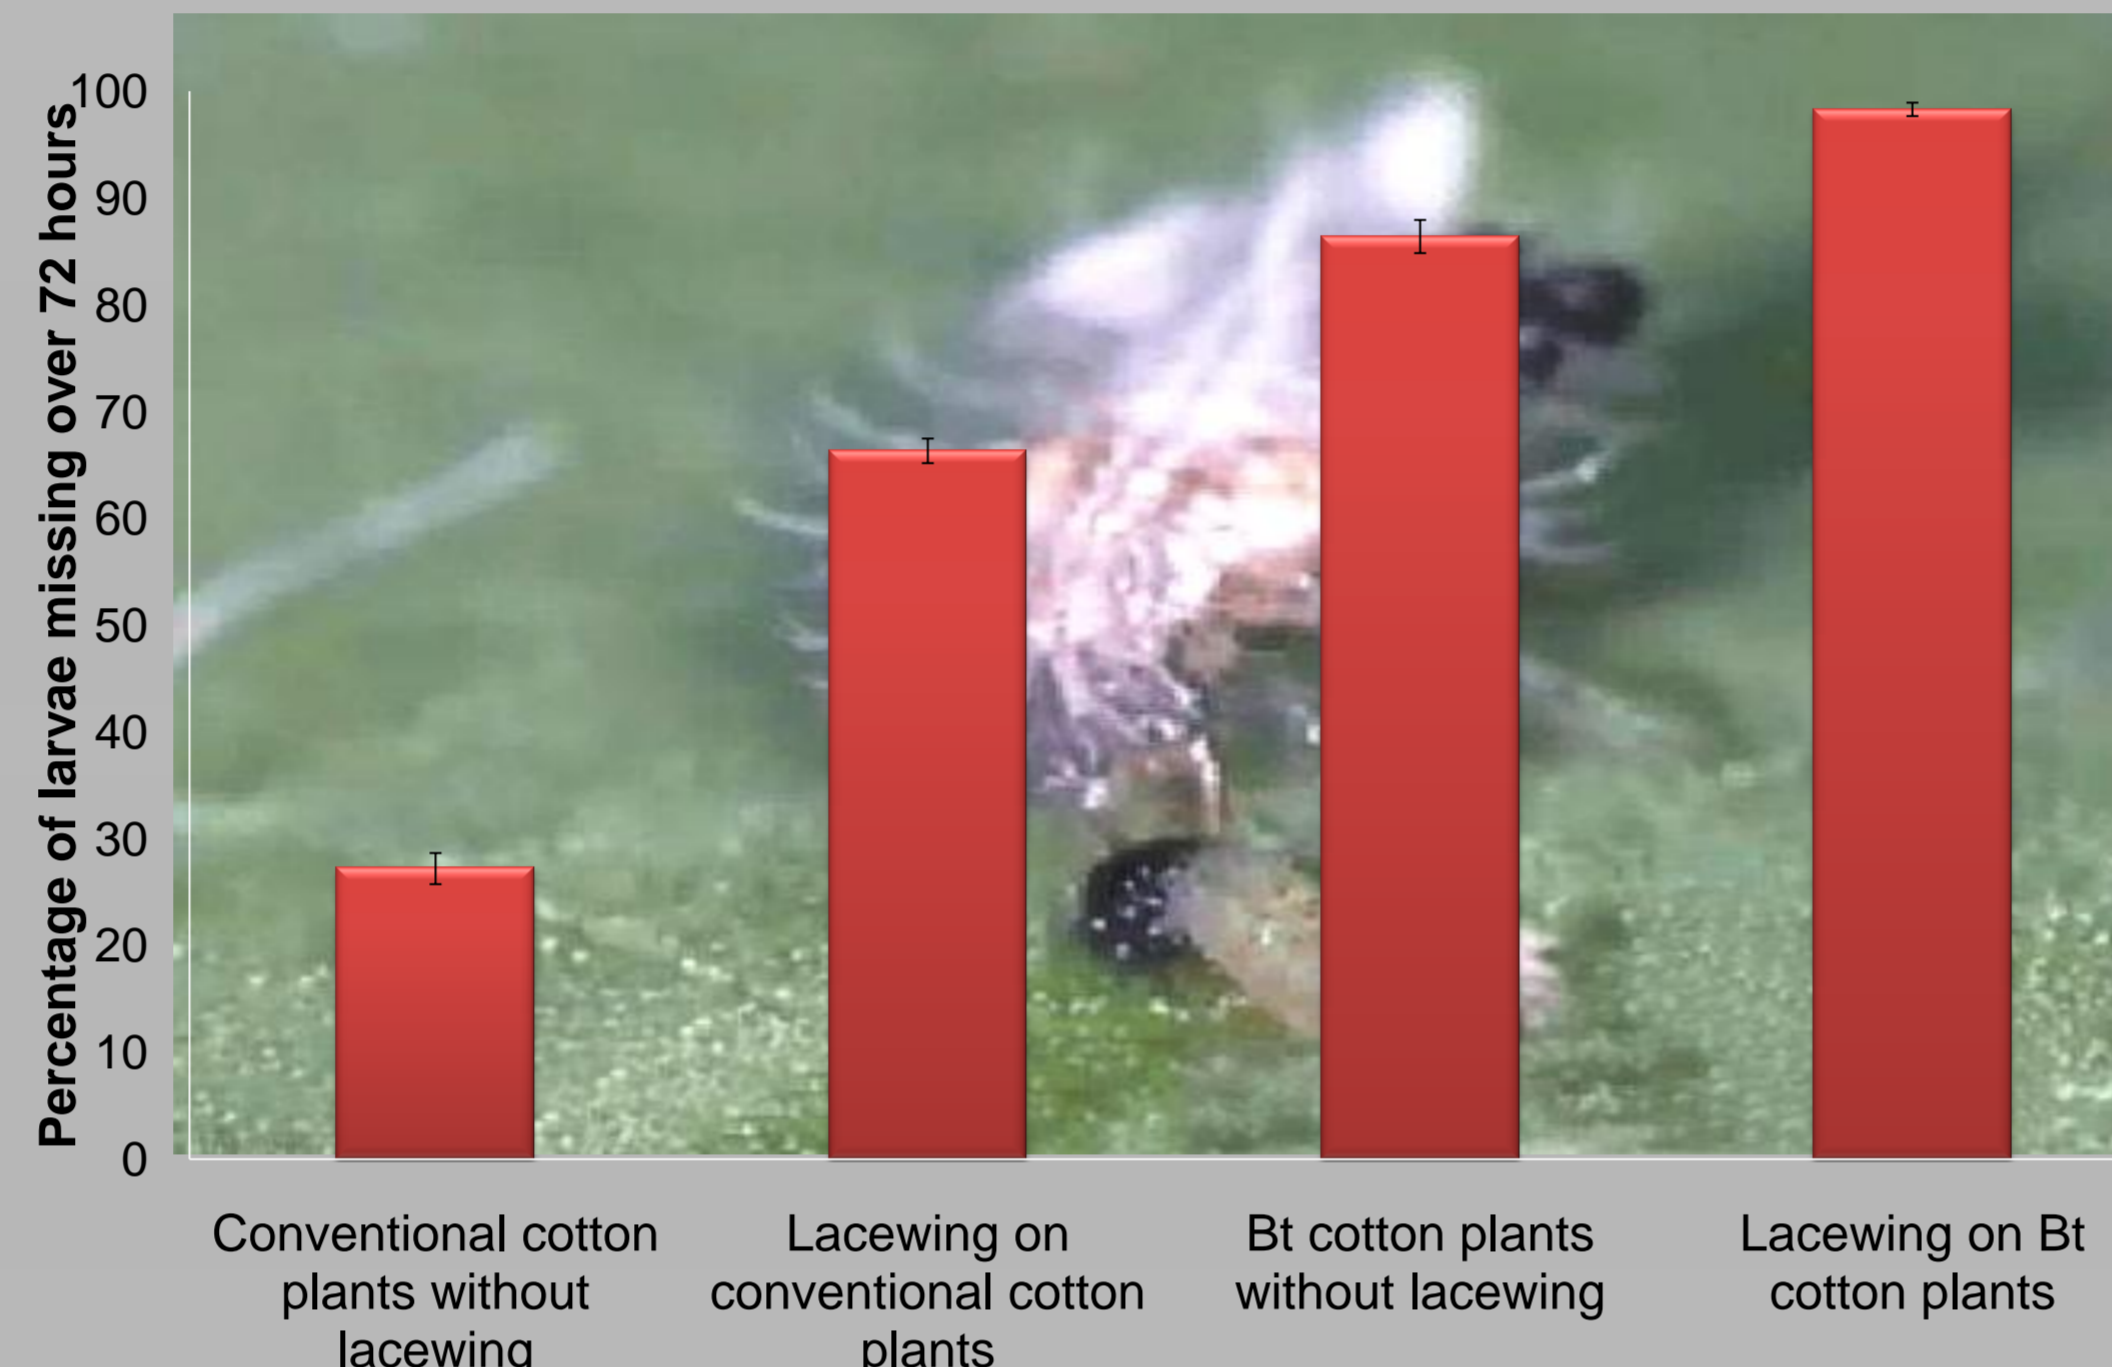 Percentage of larvae missing over 72 hours
100
90
80
70
60
50
40
30
20
10
0
Conventional cotton
plants without
lacewing
Lacewing on
conventional cotton
plants
Bt cotton plants
without lacewing
Lacewing on Bt
cotton plants